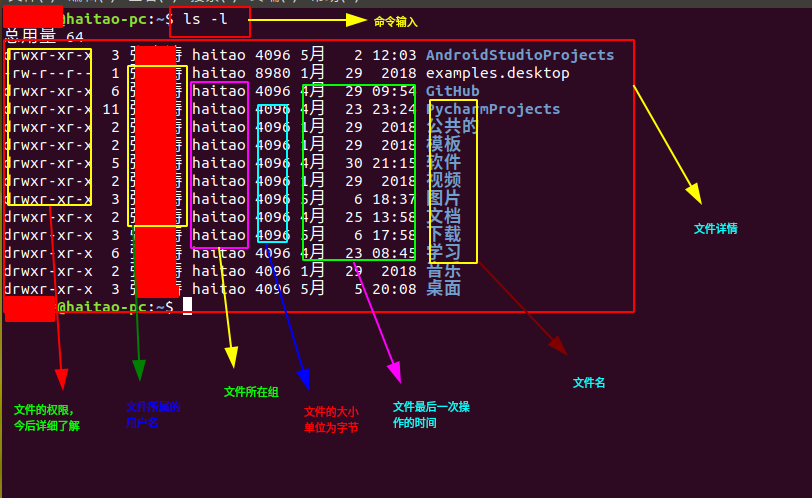 @haitao-pc:~$ ls -l
命令输入
总用量 64
drwxr-xr-x 3 haitao 4096 5月 2 12:03 AndroidStudioProjects
-rw-r--r-- 1 haitao 8980 1月 29 2018 examples.desktop
drwxr-xr-x 6 haitao 4096 4月 29 09:54 GitHub
drwxr-xr-x 11 haitao 4096 4月 23 23:24 PycharmProjects
drwxr-xr-x 2 haitao 4096 1月 29 2018 公共的
drwxr-xr-x 2 haitao 4096 1月 29 2018 模板
drwxr-xr-x 5 haitao 4096 4月 30 21:15 软件
drwxr-xr-x 2 haitao 4096 1月 29 2018 视频
drwxr-xr-x 3 haitao 4096 5月 6 18:37 图片
drwxr-xr-x 2 haitao 4096 4月 25 13:58 文档
drwxr-xr-x 3 haitao 4096 5月 6 17:58 下载
drwxr-xr-x 6 haitao 4096 4月 23 08:45 学习
drwxr-xr-x 2 haitao 4096 1月 29 2018 音乐
drwxr-xr-x 3 haitao 4096 5月 5 20:08 桌面
@haitao-pc:~$
文件详情
文件名
文件所在组
文件的权限，
今后详细了解
文件所属的
用户名
文件的大小
单位为字节
文件最后一次操
作的时间